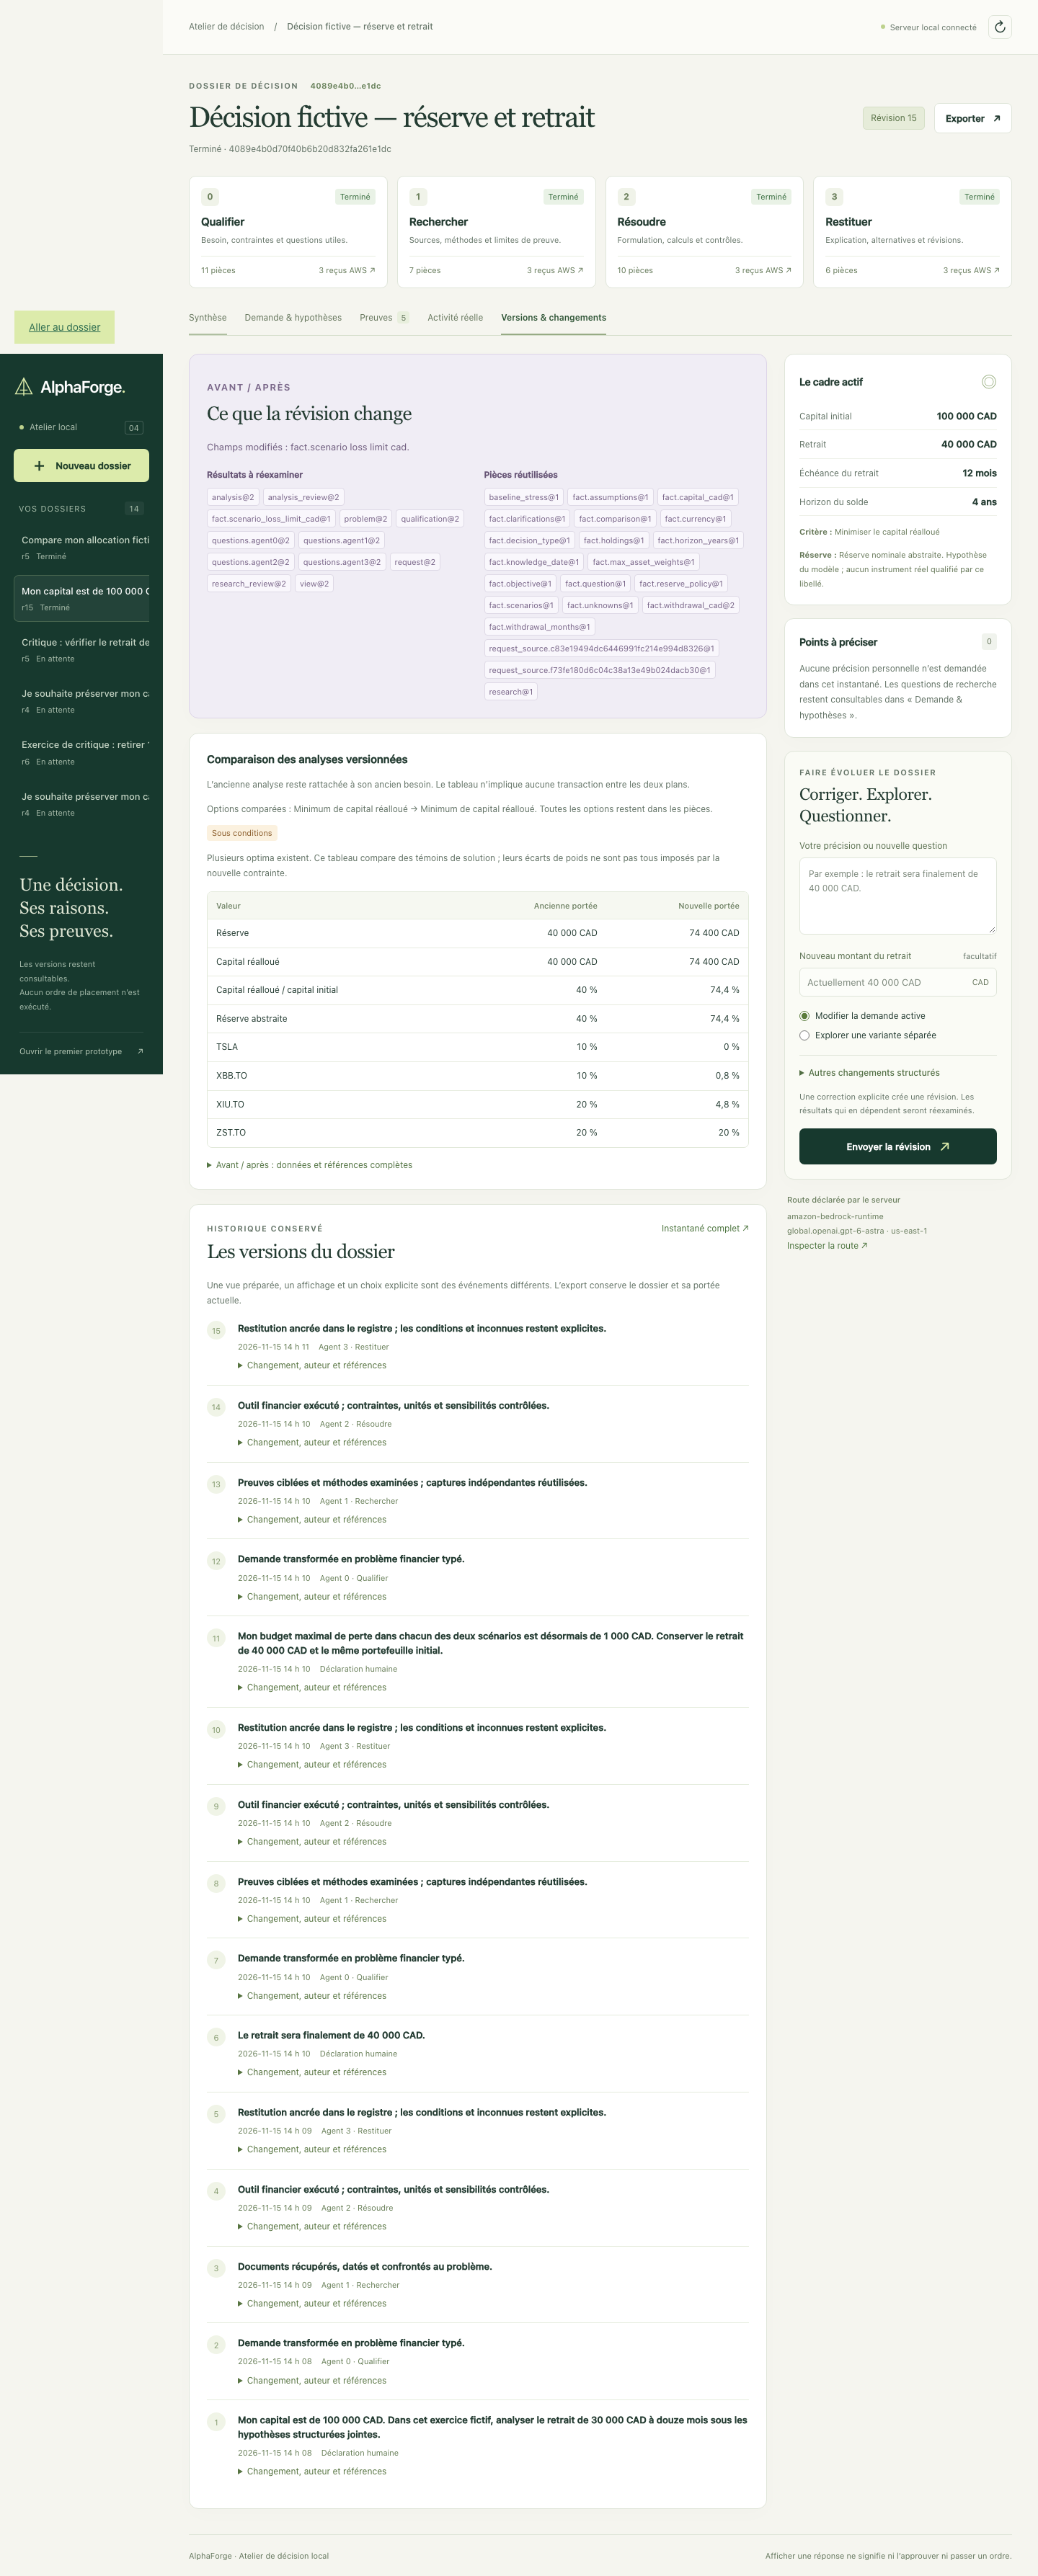 Atelier de décision / Décision fictive — réserve et retrait
Serveur local connecté
DOSSIER DE DÉCISION 4089e4b0...e1dc
Décision fictive — réserve et retrait
Révision 15
Exporter ↗
Terminé · 4089e4b0d70f40b6b20d832fa261e1dc
0 Terminé
Qualifier
Besoin, contraintes et questions utiles.
11 pièces 3 reçus AWS ↗
1 Terminé
Rechercher
Sources, méthodes et limites de preuve.
7 pièces 3 reçus AWS ↗
2 Terminé
Résoudre
Formulation, calculs et contrôles.
10 pièces 3 reçus AWS ↗
3 Terminé
Restituer
Explication, alternatives et révisions.
6 pièces 3 reçus AWS ↗
Synthèse Demande & hypothèses Preuves 5 Activité réelle Versions & changements
Aller au dossier
AlphaForge.
Atelier local 04
+ Nouveau dossier
VOS DOSSIERS 14
Compare mon allocation ficti
r5 Terminé
Mon capital est de 100 000 C
r15 Terminé
Critique : vérifier le retrait de
r5 En attente
Je souhaite préserver mon ca
r4 En attente
Exercice de critique : retirer
r6 En attente
Je souhaite préserver mon ca
r4 En attente
Une décision.
Ses raisons.
Ses preuves.
Les versions restent
consultables.
Aucun ordre de placement n'est
exécuté.
Ouvrir le premier prototype ↗
AVANT / APRÈS
Ce que la révision change
Champs modifiés : fact.scenario loss limit cad.
Résultats à réexaminer
analysis@2 analysis_review@2
fact.scenario_loss_limit_cad@1 problem@2 qualification@2
questions.agent0@2 questions.agent1@2
questions.agent2@2 questions.agent3@2 request@2
research_review@2 view@2
Pièces réutilisées
baseline_stress@1 fact.assumptions@1 fact.capital_cad@1
fact.clarifications@1 fact.comparison@1 fact.currency@1
fact.decision_type@1 fact.holdings@1 fact.horizon_years@1
fact.knowledge_date@1 fact.max_asset_weights@1
fact.objective@1 fact.question@1 fact.reserve_policy@1
fact.scenarios@1 fact.unknowns@1 fact.withdrawal_cad@2
fact.withdrawal_months@1
request_source.c83e19494dc6446991fc214e994d8326@1
request_source.f73fe180d6c04c38a13e49b024dacb30@1
research@1
Comparaison des analyses versionnées
L'ancienne analyse reste rattachée à son ancien besoin. Le tableau n'implique aucune transaction entre les deux plans.
Options comparées : Minimum de capital réalloué → Minimum de capital réalloué. Toutes les options restent dans les pièces.
Sous conditions
Plusieurs optima existent. Ce tableau compare des témoins de solution ; leurs écarts de poids ne sont pas tous imposés par la
nouvelle contrainte.
Valeur Ancienne portée Nouvelle portée
Réserve 40 000 CAD 74 400 CAD
Capital réalloué 40 000 CAD 74 400 CAD
Capital réalloué / capital initial 40 % 74,4 %
Réserve abstraite 40 % 74,4 %
TSLA 10 % 0 %
XBB.TO 10 % 0,8 %
XIU.TO 20 % 4,8 %
ZST.TO 20 % 20 %
Avant / après : données et références complètes
HISTORIQUE CONSERVÉ
Instantané complet ↗
Les versions du dossier
Une vue préparée, un affichage et un choix explicite sont des événements différents. L'export conserve le dossier et sa portée
actuelle.
15 Restitution ancrée dans le registre ; les conditions et inconnues restent explicites.
2026-11-15 14 h 11 Agent 3 · Restituer
Changement, auteur et références
14 Outil financier exécuté ; contraintes, unités et sensibilités contrôlées.
2026-11-15 14 h 10 Agent 2 · Résoudre
Changement, auteur et références
13 Preuves ciblées et méthodes examinées ; captures indépendantes réutilisées.
2026-11-15 14 h 10 Agent 1 · Rechercher
Changement, auteur et références
12 Demande transformée en problème financier typé.
2026-11-15 14 h 10 Agent 0 · Qualifier
Changement, auteur et références
11 Mon budget maximal de perte dans chacun des deux scénarios est désormais de 1 000 CAD. Conserver le retrait
de 40 000 CAD et le même portefeuille initial.
2026-11-15 14 h 10 Déclaration humaine
Changement, auteur et références
10 Restitution ancrée dans le registre ; les conditions et inconnues restent explicites.
2026-11-15 14 h 10 Agent 3 · Restituer
Changement, auteur et références
9 Outil financier exécuté ; contraintes, unités et sensibilités contrôlées.
2026-11-15 14 h 10 Agent 2 · Résoudre
Changement, auteur et références
8 Preuves ciblées et méthodes examinées ; captures indépendantes réutilisées.
2026-11-15 14 h 10 Agent 1 · Rechercher
Changement, auteur et références
7 Demande transformée en problème financier typé.
2026-11-15 14 h 10 Agent 0 · Qualifier
Changement, auteur et références
6 Le retrait sera finalement de 40 000 CAD.
2026-11-15 14 h 10 Déclaration humaine
Changement, auteur et références
5 Restitution ancrée dans le registre ; les conditions et inconnues restent explicites.
2026-11-15 14 h 09 Agent 3 · Restituer
Changement, auteur et références
4 Outil financier exécuté ; contraintes, unités et sensibilités contrôlées.
2026-11-15 14 h 09 Agent 2 · Résoudre
Changement, auteur et références
3 Documents récupérés, datés et confrontés au problème.
2026-11-15 14 h 09 Agent 1 · Rechercher
Changement, auteur et références
2 Demande transformée en problème financier typé.
2026-11-15 14 h 08 Agent 0 · Qualifier
Changement, auteur et références
1 Mon capital est de 100 000 CAD. Dans cet exercice fictif, analyser le retrait de 30 000 CAD à douze mois sous les
hypothèses structurées jointes.
2026-11-15 14 h 08 Déclaration humaine
Changement, auteur et références
Le cadre actif
Capital initial 100 000 CAD
Retrait 40 000 CAD
Échéance du retrait 12 mois
Horizon du solde 4 ans
Critère : Minimiser le capital réalloué
Réserve : Réserve nominale abstraite. Hypothèse
du modèle ; aucun instrument réel qualifié par ce
libellé.
Points à préciser 0
Aucune précision personnelle n'est demandée
dans cet instantané. Les questions de recherche
restent consultables dans « Demande &
hypothèses ».
FAIRE ÉVOLUER LE DOSSIER
Corriger. Explorer.
Questionner.
Votre précision ou nouvelle question
Par exemple : le retrait sera finalement de
40 000 CAD.
Nouveau montant du retrait facultatif
Actuellement 40 000 CAD CAD
Modifier la demande active
Explorer une variante séparée
Autres changements structurés
Une correction explicite crée une révision. Les
résultats qui en dépendent seront réexaminés.
Envoyer la révision ↗
Route déclarée par le serveur
amazon-bedrock-runtime
global.openai.gpt-6-astra · us-east-1
Inspecter la route ↗
AlphaForge · Atelier de décision local
Afficher une réponse ne signifie ni l'approuver ni passer un ordre.